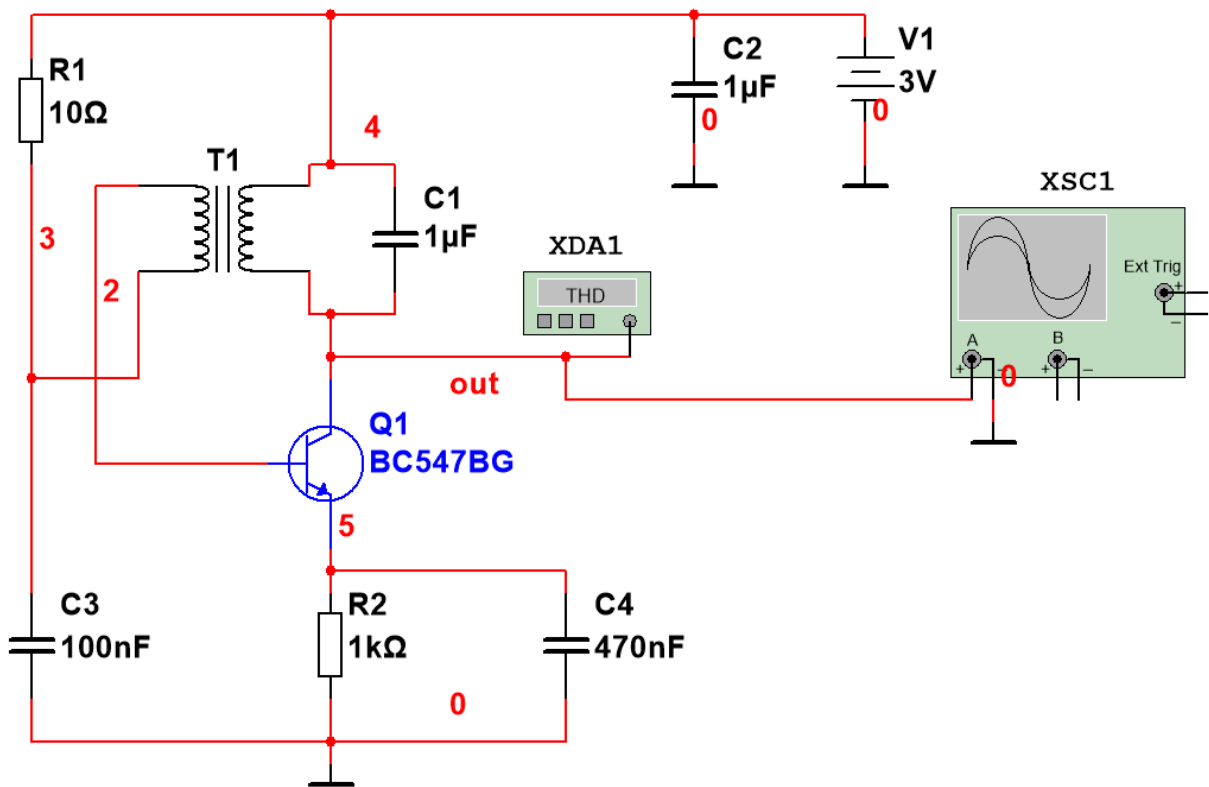 R1
10Ω
4
C2
1µF
0
V1
3V
0
T1
C1
1µF
3
2
XDA1
THD
XSC1
Ext Trig
+
−
A
B
+
−
+
−
0
out
Q1
BC547BG
5
C3
100nF
R2
1kΩ
C4
470nF
0